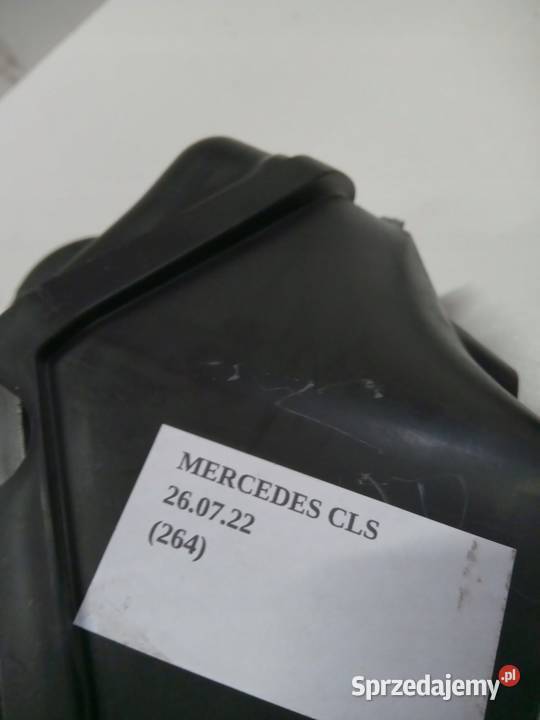 MERCEDES CLS
26.07.22
(264)
Sprzedajemy.pl